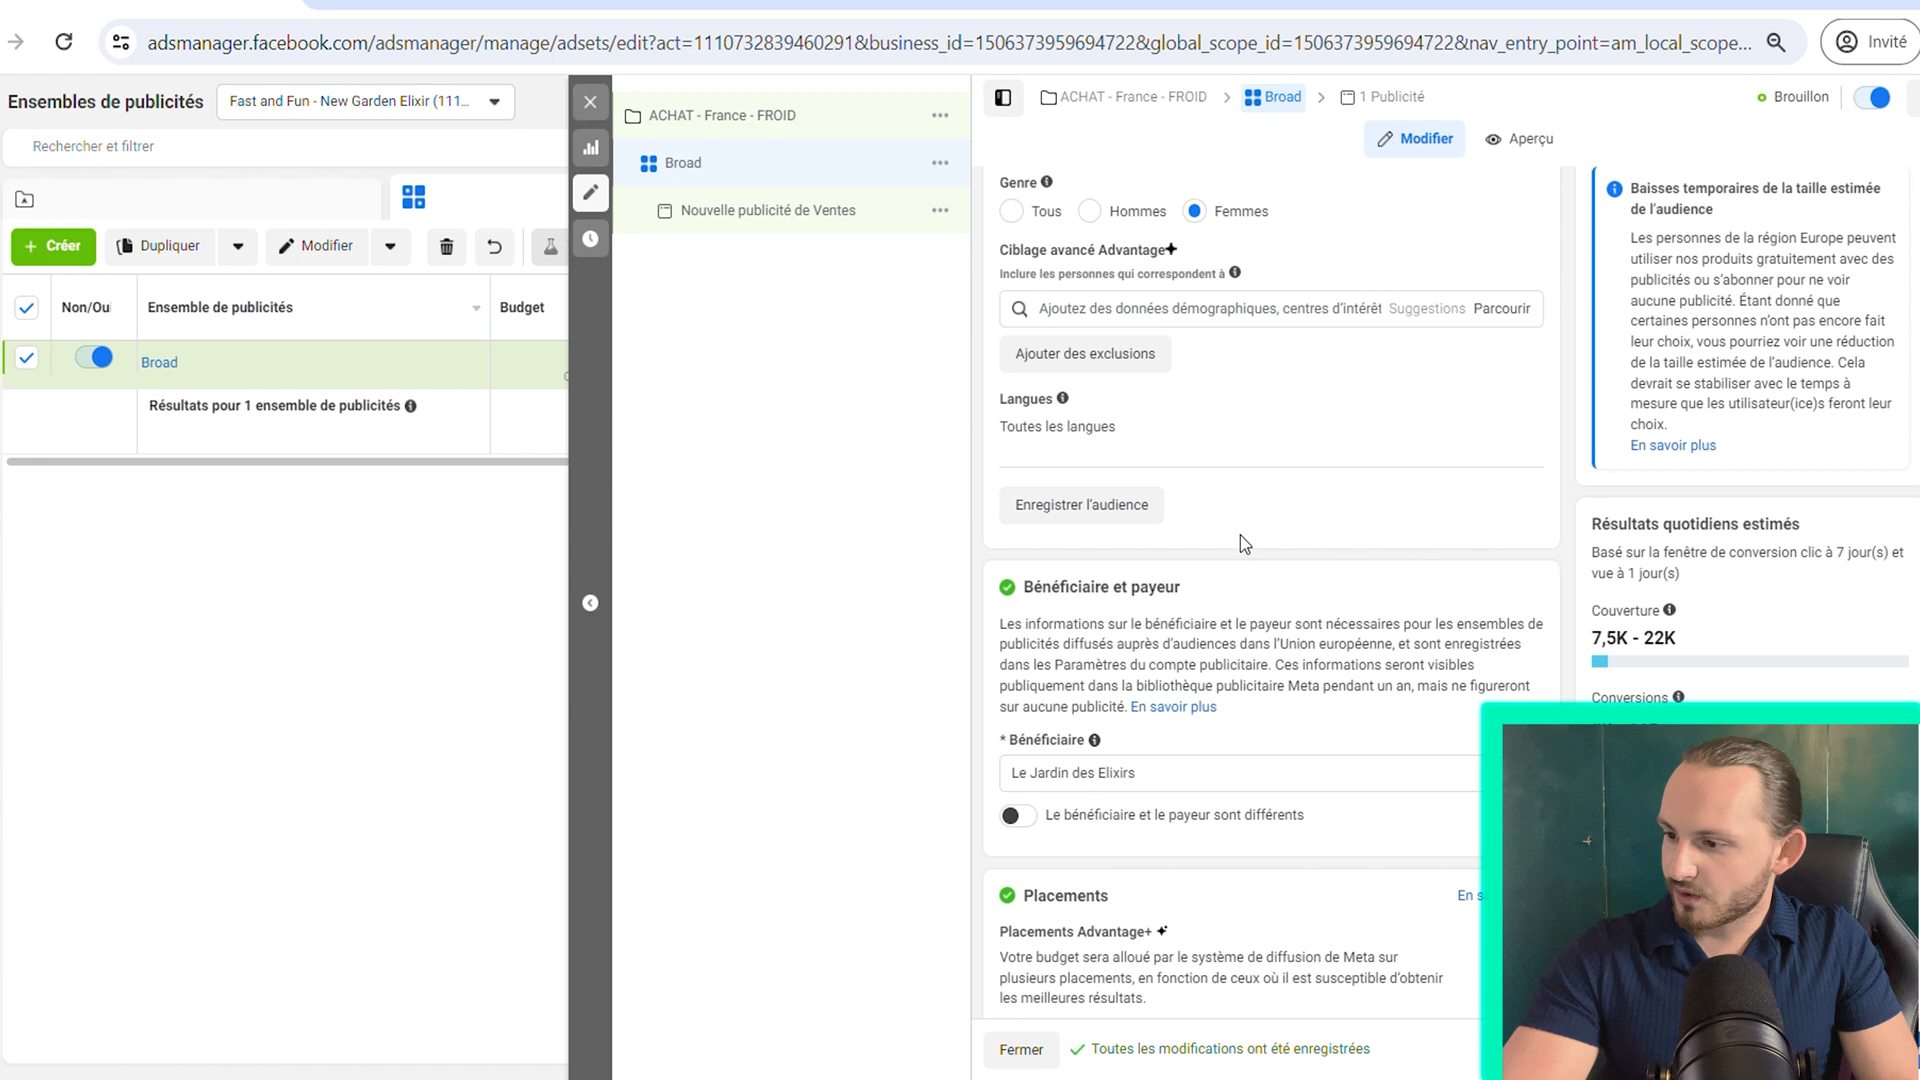 adsmanager.facebook.com/adsmanager/manage/adsets/edit?act=1110732839460291&business_id=1506373959694722&global_scope_id=1506373959694722&nav_entry_point=am_local_scope...
Invité
Ensembles de publicités
Fast and Fun - New Garden Elixir (111...
Rechercher et filtrer
+ Créer
Dupliquer
Modifier
Non/Oui
Ensemble de publicités
Budget
Broad
Résultats pour 1 ensemble de publicités
ACHAT - France - FROID
Broad
Nouvelle publicité de Ventes
ACHAT - France - FROID
Broad
1 Publicité
Brouillon
Modifier
Aperçu
Genre
Tous
Hommes
Femmes
Ciblage avancé Advantage+
Inclure les personnes qui correspondent à
Ajoutez des données démographiques, centres d'intérêt
Suggestions
Parcourir
Ajouter des exclusions
Langues
Toutes les langues
Enregistrer l'audience
Bénéficiaire et payeur
Les informations sur le bénéficiaire et le payeur sont nécessaires pour les ensembles de
publicités diffusés auprès d'audiences dans l'Union européenne, et sont enregistrées
dans les Paramètres du compte publicitaire. Ces informations seront visibles
publiquement dans la bibliothèque publicitaire Meta pendant un an, mais ne figureront
sur aucune publicité. En savoir plus
* Bénéficiaire
Le Jardin des Elixirs
Le bénéficiaire et le payeur sont différents
Placements
En s
Placements Advantage+
Votre budget sera alloué par le système de diffusion de Meta sur
plusieurs placements, en fonction de ceux où il est susceptible d'obtenir
les meilleures résultats.
Fermer
Toutes les modifications ont été enregistrées
Baisses temporaires de la taille estimée
de l'audience
Les personnes de la région Europe peuvent
utiliser nos produits gratuitement avec des
publicités ou s'abonner pour ne voir
aucune publicité. Étant donné que
certaines personnes n'ont pas encore fait
leur choix, vous pourriez voir une réduction
de la taille estimée de l'audience. Cela
devrait se stabiliser avec le temps à
mesure que les utilisateur(ice)s feront leur
choix.
En savoir plus
Résultats quotidiens estimés
Basé sur la fenêtre de conversion clic à 7 jour(s) et
vue à 1 jour(s)
Couverture
7,5K - 22K
Conversions